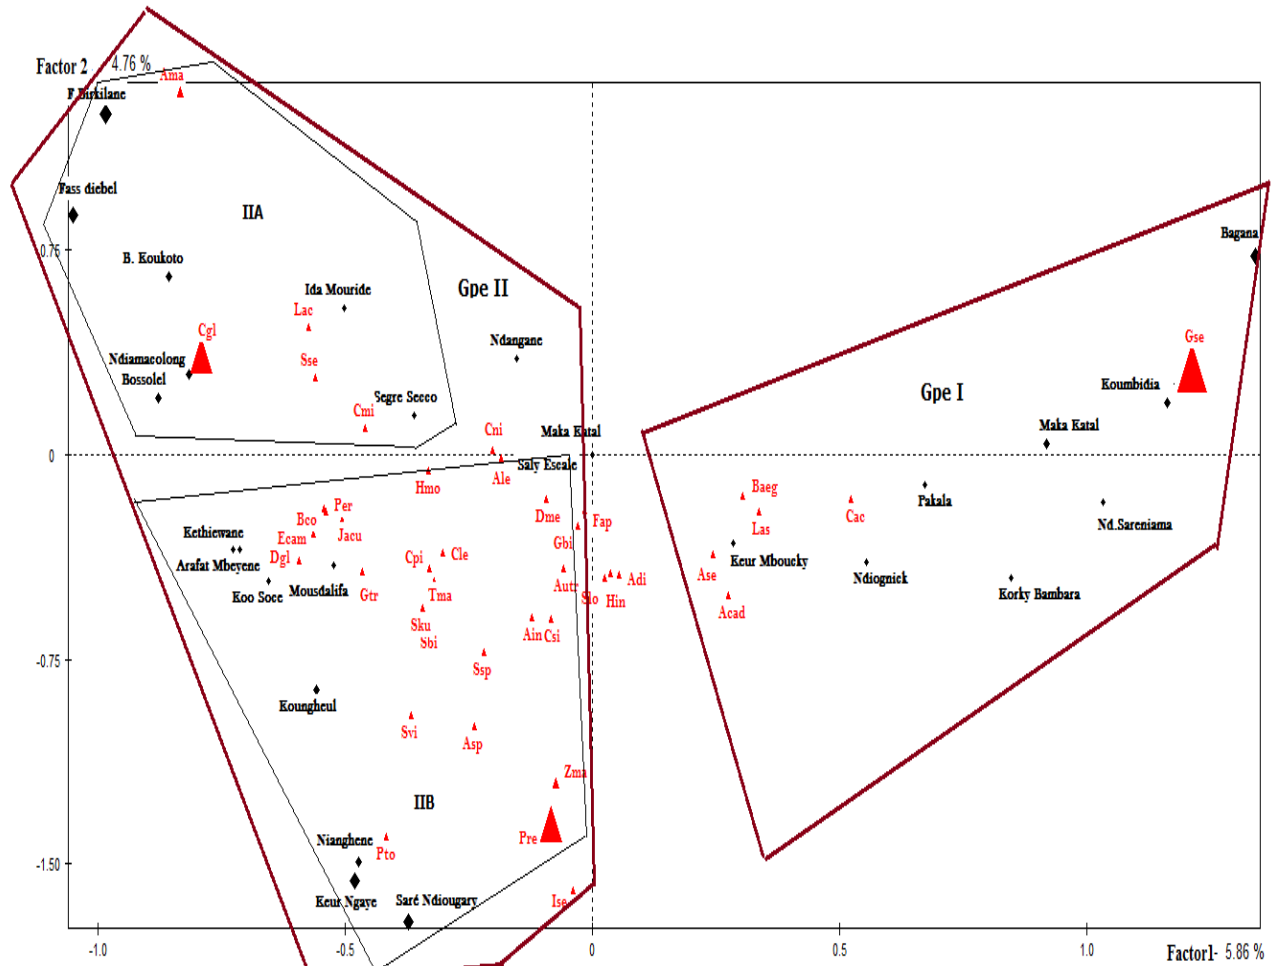 Factor 2
4.76 %
Ama
F Birkilane
Fass diebel
IIA
Bagana
0.75
B. Koukoto
Ida Mouride
Gpe II
Lac
Cgl
Gse
Ndiamacolong
Sse
Ndangane
Koumbidia
Bossolel
Gpe I
Segre Secco
Cmi
Cni
Maka Katal
Maka Katal
0
Saly Escale
Ale
Hmo
Baeg
Pakala
Per
Dme
Fap
Las
Cac
Nd.Sareniama
Bco
Jacu
Kethiewane
Ecam
Gbi
Dgl
Cpi
Cle
Keur Mboucky
Arafat Mbeyene
Ase
Ndiognick
Mousdalifa
Autr
Adi
Koo Soce
Gtr
Tma
Slo
Hin
Korky Bambara
Acad
Sku
Ain
Csi
Sbi
-0.75
Ssp
Koungheul
Svi
Asp
Zma
IIB
Nianghene
Pre
Pto
-1.50
Keur Ngaye
Saré Ndiougary
Ise
-1.0
-0.5
0
0.5
1.0
Factor1- 5.86 %